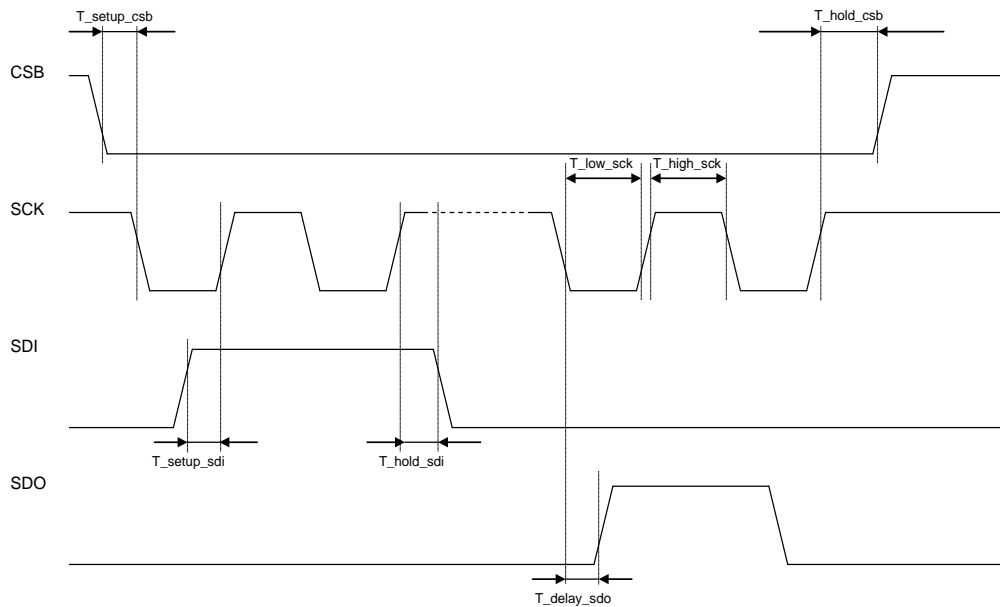 T_setup_csb
T_hold_csb
CSB
T_low_sck
T_high_sck
SCK
SDI
T_setup_sdi
T_hold_sdi
SDO
T_delay_sdo